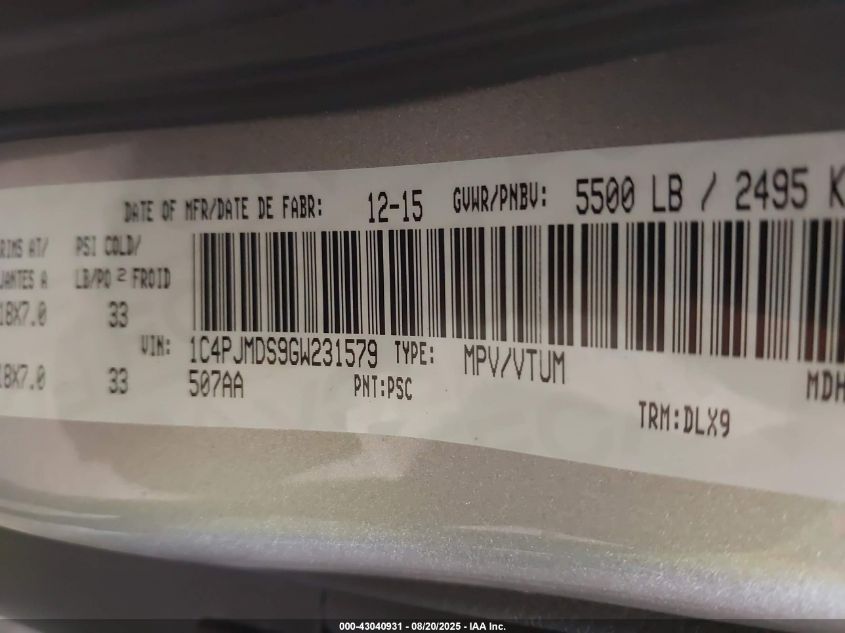 DATE OF MFR/DATE DE FABR: 12-15 GVWR/PNBV: 5500 LB / 2495 K
RIMS AT/ PSI COLD/
JANTES A LB/PO 2 FROID
18X7.0 33
VIN: 1C4PJMDS9GW231579 TYPE: MPV/VTUM MDH
18X7.0 33 507AA PNT:PSC TRM:DLX9
000-43040931 - 08/20/2025 - IAA Inc.